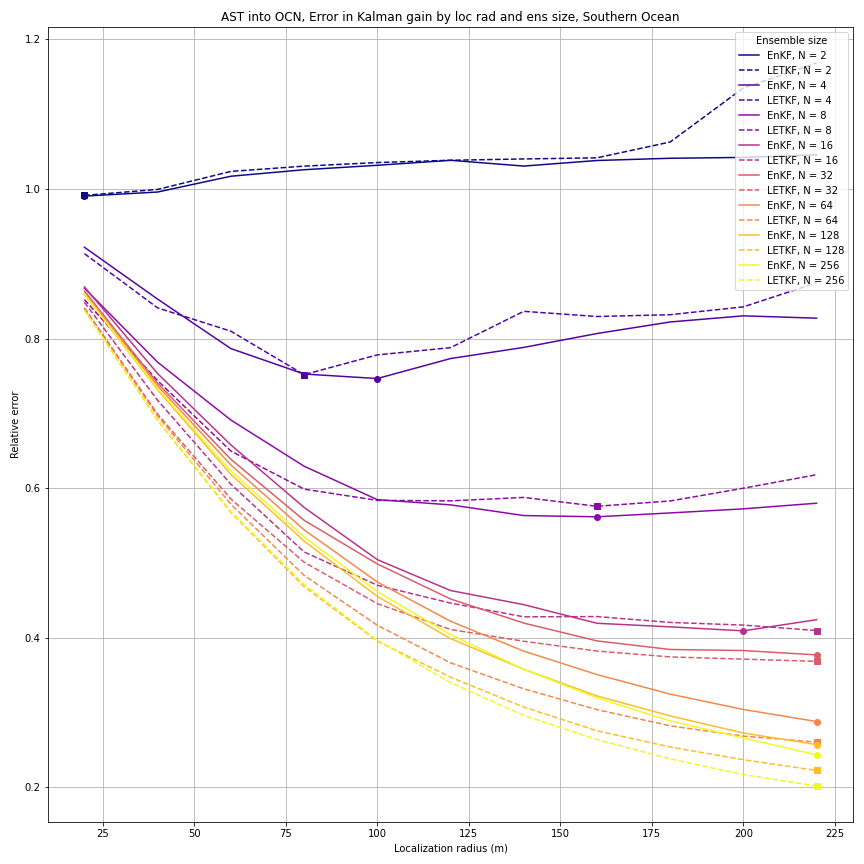 AST into OCN, Error in Kalman gain by loc rad and ens size, Southern Ocean
Ensemble size
EnKF, N = 2
LETKF, N = 2
EnKF, N = 4
LETKF, N = 4
EnKF, N = 8
LETKF, N = 8
EnKF, N = 16
LETKF, N = 16
EnKF, N = 32
LETKF, N = 32
EnKF, N = 64
LETKF, N = 64
EnKF, N = 128
LETKF, N = 128
EnKF, N = 256
LETKF, N = 256
Relative error
1.2
1.0
0.8
0.6
0.4
0.2
25 50 75 100 125 150 175 200 225
Localization radius (m)